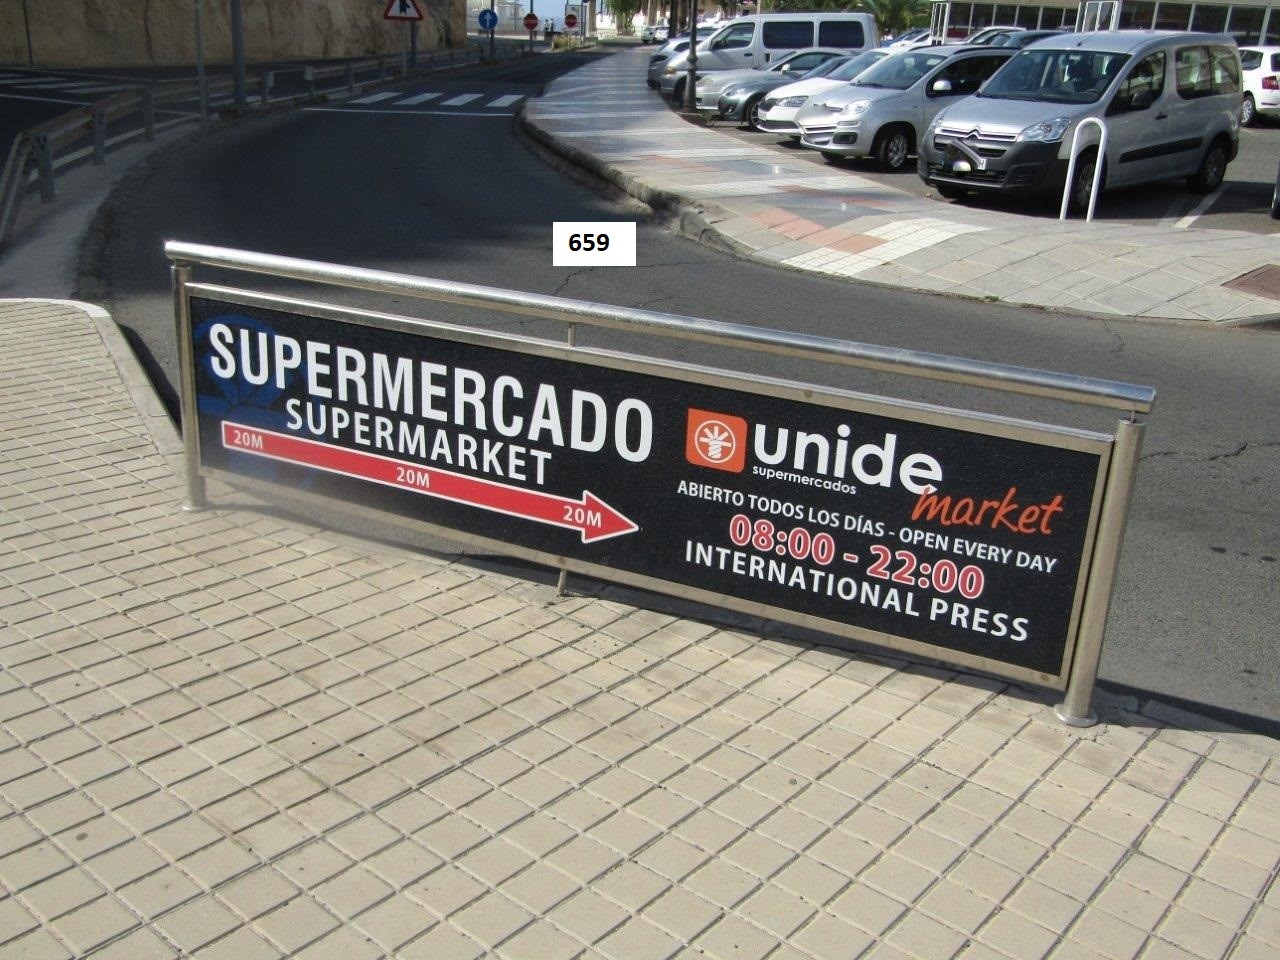 659
SUPERMERCADO
SUPERMARKET
20M
20M
20M
unide
supermercados
market
ABIERTO TODOS LOS DÍAS - OPEN EVERY DAY
08:00 - 22:00
INTERNATIONAL PRESS